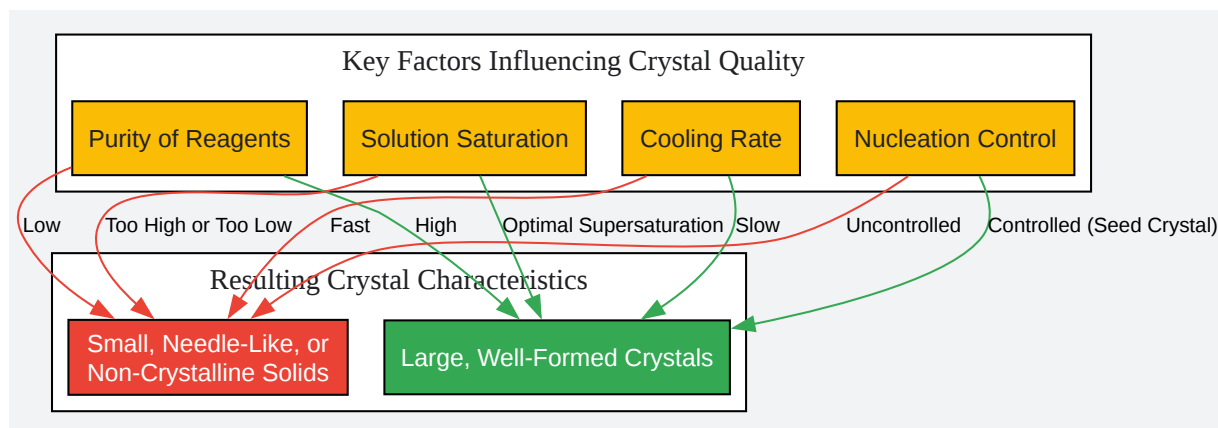 Key Factors Influencing Crystal Quality
Purity of Reagents
Solution Saturation
Cooling Rate
Nucleation Control
Low
Too High or Too Low
Fast
High
Optimal Supersaturation
Slow
Uncontrolled
Controlled (Seed Crystal)
Resulting Crystal Characteristics
Small, Needle-Like, or
Non-Crystalline Solids
Large, Well-Formed Crystals